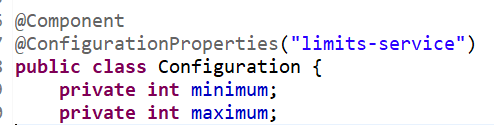 @Component
@ConfigurationProperties("limits-service")
public class Configuration {
    private int minimum;
    private int maximum;